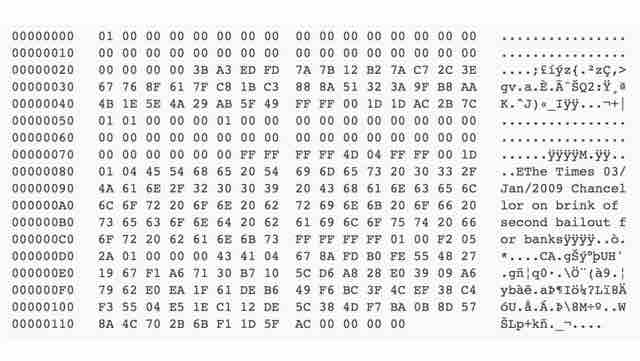 00000000 01 00 00 00 00 00 00 00 00 00 00 00 00 00 00 00 ................
00000010 00 00 00 00 00 00 00 00 00 00 00 00 00 00 00 00 ................
00000020 00 00 00 00 3B A3 ED FD 7A 7B 12 B2 7A C7 2C 3E ....;£íýz{.²zÇ,>
00000030 67 76 8F 61 7F C8 1B C3 88 8A 51 32 3A 9F B8 AA gv.a.È.ÃˆŠQ2:Ÿ¸ª
00000040 4B 1E 5E 4A 29 AB 5F 49 FF FF 00 1D 1D AC 2B 7C K.^J)«_Iÿÿ...¬+|
00000050 01 01 00 00 00 01 00 00 00 00 00 00 00 00 00 00 ................
00000060 00 00 00 00 00 00 00 00 00 00 00 00 00 00 00 00 ................
00000070 00 00 00 00 00 00 FF FF FF FF 4D 04 FF FF 00 1D ......ÿÿÿÿM.ÿÿ..
00000080 01 04 45 54 68 65 20 54 69 6D 65 73 20 30 33 2F ..EThe Times 03/
00000090 4A 61 6E 2F 32 30 30 39 20 43 68 61 6E 63 65 6C Jan/2009 Chancel
000000A0 6C 6F 72 20 6F 6E 20 62 72 69 6E 6B 20 6F 66 20 lor on brink of
000000B0 73 65 63 6F 6E 64 20 62 61 69 6C 6F 75 74 20 66 second bailout f
000000C0 6F 72 20 62 61 6E 6B 73 FF FF FF FF 01 00 F2 05 or banksÿÿÿÿ..ò.
000000D0 2A 01 00 00 00 43 41 04 67 8A FD B0 FE 55 48 27 *....CA.gŠý°þUH'
000000E0 19 67 F1 A6 71 30 B7 10 5C D6 A8 28 E0 39 09 A6 .gñ¦q0·.\Ö¨(à9.¦
000000F0 79 62 E0 EA 1F 61 DE B6 49 F6 BC 3F 4C EF 38 C4 ybàê.aÞ¶Iö¼?Lï8Ä
00000100 F3 55 04 E5 1E C1 12 DE 5C 38 4D F7 BA 0B 8D 57 óU.å.Á.Þ\8M÷º..W
00000110 8A 4C 70 2B 6B F1 1D 5F AC 00 00 00 00 ŠLp+kñ._¬....